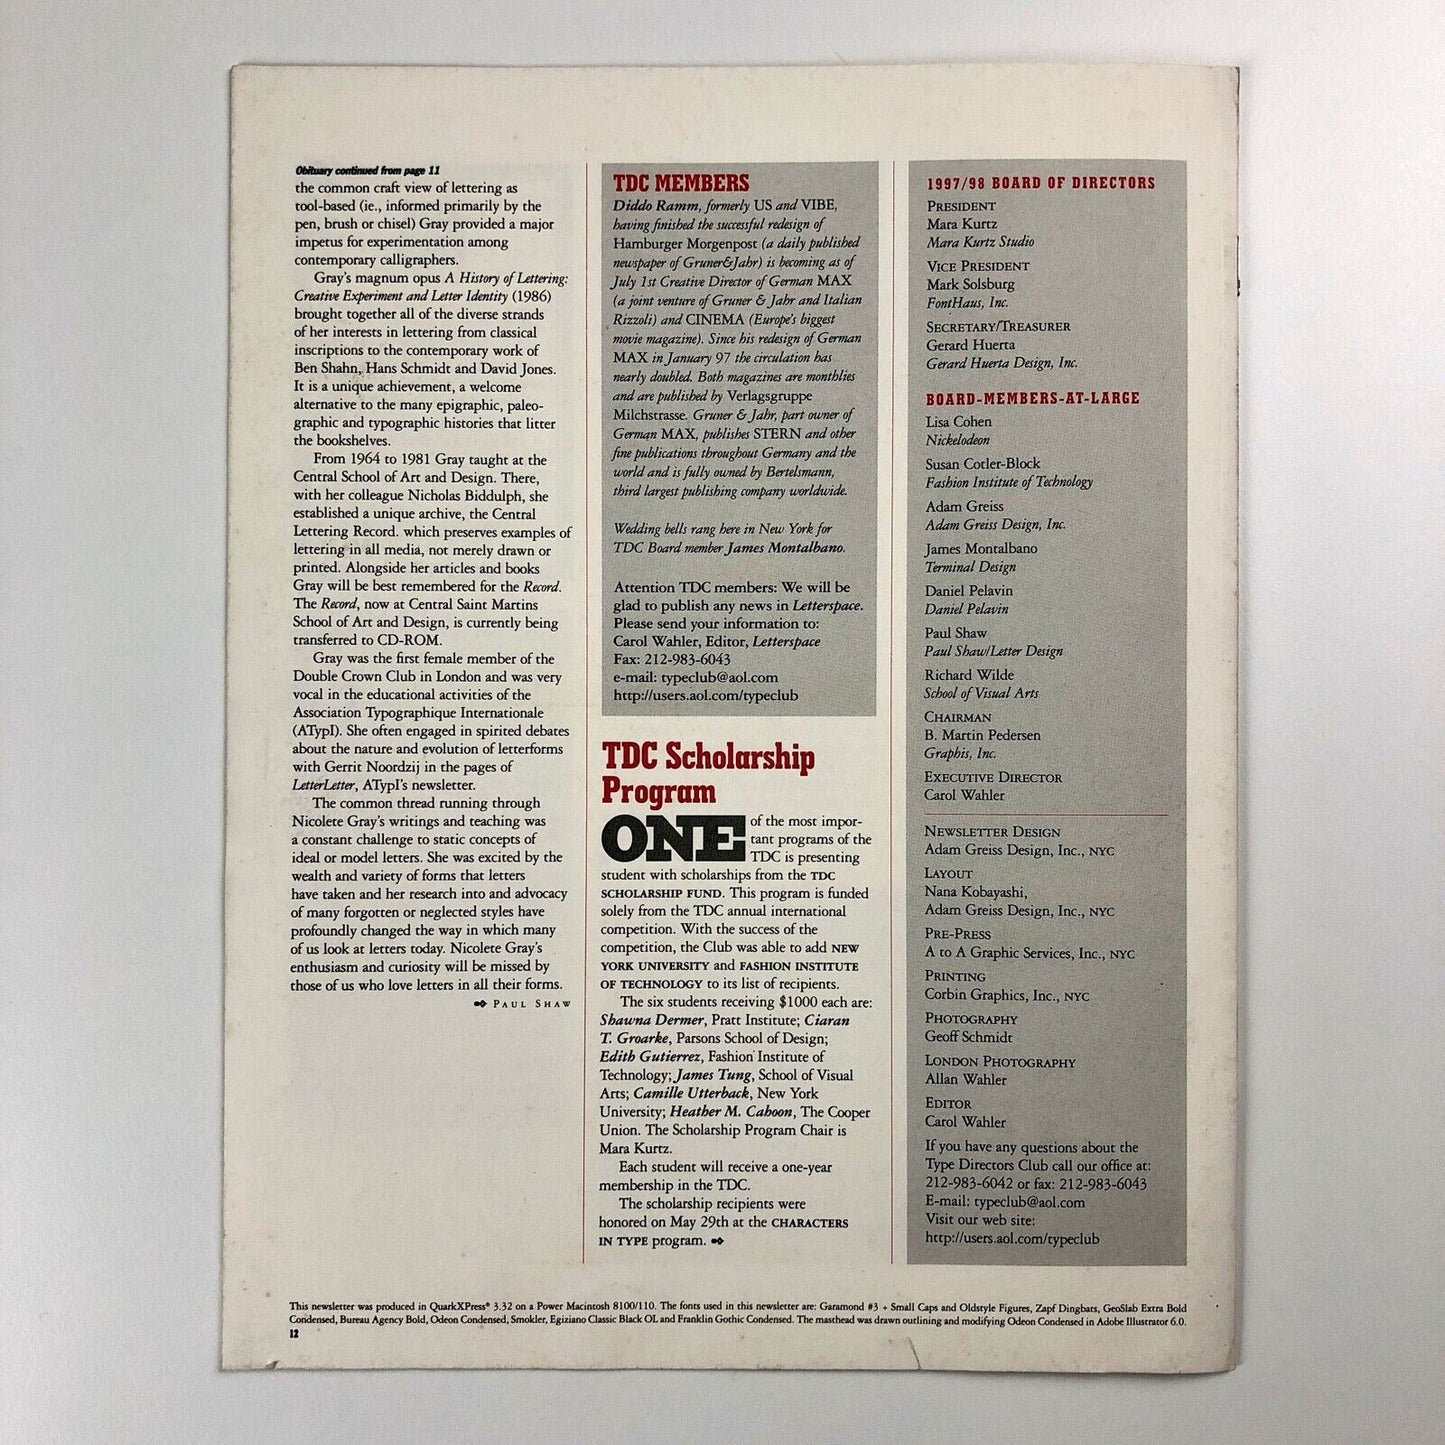 Obituary continued from page 11
the common craft view of lettering as
tool-based (ie., informed primarily by the
pen, brush or chisel) Gray provided a major
impetus for experimentation among
contemporary calligraphers.
Gray's magnum opus A History of Lettering:
Creative Experiment and Letter Identity (1986)
brought together all of the diverse strands
of her interests in lettering from classical
inscriptions to the contemporary work of
Ben Shahn, Hans Schmidt and David Jones.
It is a unique achievement, a welcome
alternative to the many epigraphic, paleo-
graphic and typographic histories that litter
the bookshelves.
From 1964 to 1981 Gray taught at the
Central School of Art and Design. There,
with her colleague Nicholas Biddulph, she
established a unique archive, the Central
Lettering Record. which preserves examples of
lettering in all media, not merely drawn or
printed. Alongside her articles and books
Gray will be best remembered for the Record.
The Record, now at Central Saint Martins
School of Art and Design, is currently being
transferred to CD-ROM.
Gray was the first female member of the
Double Crown Club in London and was very
vocal in the educational activities of the
Association Typographique Internationale
(ATypI). She often engaged in spirited debates
about the nature and evolution of letterforms
with Gerrit Noordzij in the pages of
LetterLetter, ATypI's newsletter.
The common thread running through
Nicolete Gray's writings and teaching was
a constant challenge to static concepts of
ideal or model letters. She was excited by the
wealth and variety of forms that letters
have taken and her research into and advocacy
of many forgotten or neglected styles have
profoundly changed the way in which many
of us look at letters today. Nicolete Gray's
enthusiasm and curiosity will be missed by
those of us who love letters in all their forms.
PAUL SHAW
TDC MEMBERS
Diddo Ramm, formerly US and VIBE,
having finished the successful redesign of
Hamburger Morgenpost (a daily published
newspaper of Gruner&Jahr) is becoming as of
July 1st Creative Director of German MAX
(a joint venture of Gruner & Jahr and Italian
Rizzoli) and CINEMA (Europe's biggest
movie magazine). Since his redesign of German
MAX in January 97 the circulation has
nearly doubled. Both magazines are monthlies
and are published by Verlagsgruppe
Milchstrasse. Gruner & Jahr, part owner of
German MAX, publishes STERN and other
fine publications throughout Germany and the
world and is fully owned by Bertelsmann,
third largest publishing company worldwide.
Wedding bells rang here in New York for
TDC Board member James Montalbano.
Attention TDC members: We will be
glad to publish any news in Letterspace.
Please send your information to:
Carol Wahler, Editor, Letterspace
Fax: 212-983-6043
e-mail: typeclub@aol.com
http://users.aol.com/typeclub
TDC Scholarship
Program
ONE of the most impor-
tant programs of the
TDC is presenting
student with scholarships from the TDC
SCHOLARSHIP FUND. This program is funded
solely from the TDC annual international
competition. With the success of the
competition, the Club was able to add NEW
YORK UNIVERSITY and FASHION INSTITUTE
OF TECHNOLOGY to its list of recipients.
The six students receiving $1000 each are:
Shawna Dermer, Pratt Institute; Ciaran
T. Groarke, Parsons School of Design;
Edith Gutierrez, Fashion Institute of
Technology; James Tung, School of Visual
Arts; Camille Utterback, New York
University; Heather M. Cahoon, The Cooper
Union. The Scholarship Program Chair is
Mara Kurtz.
Each student will receive a one-year
membership in the TDC.
The scholarship recipients were
honored on May 29th at the CHARACTERS
IN TYPE program.
1997/98 BOARD OF DIRECTORS
PRESIDENT
Mara Kurtz
Mara Kurtz Studio
VICE PRESIDENT
Mark Solsburg
FontHaus, Inc.
SECRETARY/TREASURER
Gerard Huerta
Gerard Huerta Design, Inc.
BOARD-MEMBERS-AT-LARGE
Lisa Cohen
Nickelodeon
Susan Cotler-Block
Fashion Institute of Technology
Adam Greiss
Adam Greiss Design, Inc.
James Montalbano
Terminal Design
Daniel Pelavin
Daniel Pelavin
Paul Shaw
Paul Shaw/Letter Design
Richard Wilde
School of Visual Arts
CHAIRMAN
B. Martin Pedersen
Graphis, Inc.
EXECUTIVE DIRECTOR
Carol Wahler
NEWSLETTER DESIGN
Adam Greiss Design, Inc., NYC
LAYOUT
Nana Kobayashi,
Adam Greiss Design, Inc., NYC
PRE-PRESS
A to A Graphic Services, Inc., NYC
PRINTING
Corbin Graphics, Inc., NYC
PHOTOGRAPHY
Geoff Schmidt
LONDON PHOTOGRAPHY
Allan Wahler
EDITOR
Carol Wahler
If you have any questions about the
Type Directors Club call our office at:
212-983-6042 or fax: 212-983-6043
E-mail: typeclub@aol.com
Visit our web site:
http://users.aol.com/typeclub
This newsletter was produced in QuarkXPress® 3.32 on a Power Macintosh 8100/110. The fonts used in this newsletter are: Garamond #3 + Small Caps and Oldstyle Figures, Zapf Dingbats, GeoSlab Extra Bold
Condensed, Bureau Agency Bold, Odeon Condensed, Smokler, Egiziano Classic Black OL and Franklin Gothic Condensed. The masthead was drawn outlining and modifying Odeon Condensed in Adobe Illustrator 6.0.
12